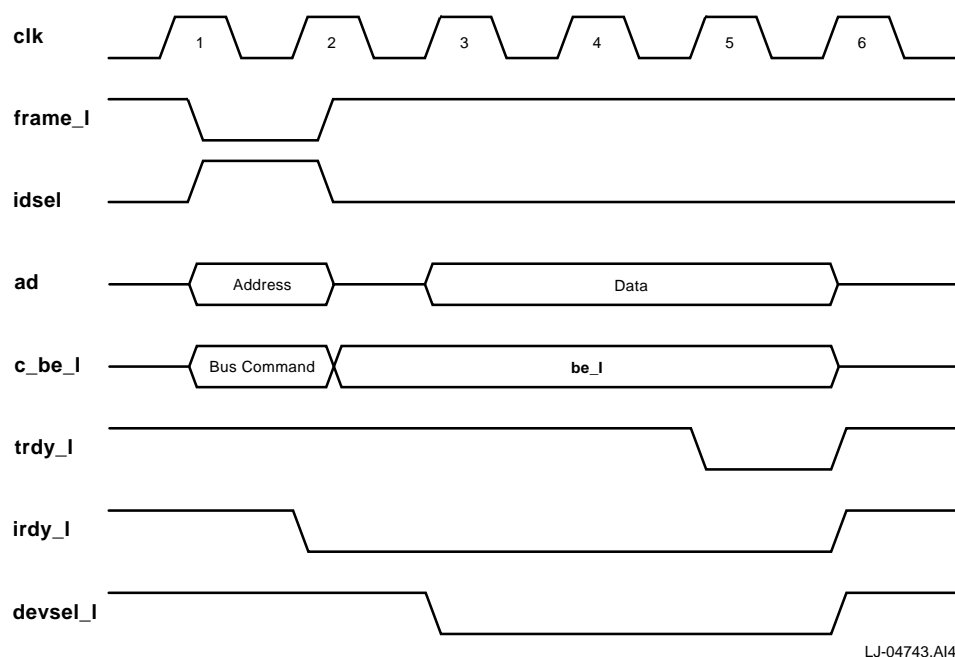 clk
1 2 3 4 5 6
frame_l
idsel
ad
Address Data
c_be_l
Bus Command be_l
trdy_l
irdy_l
devsel_l
LJ-04743.AI4